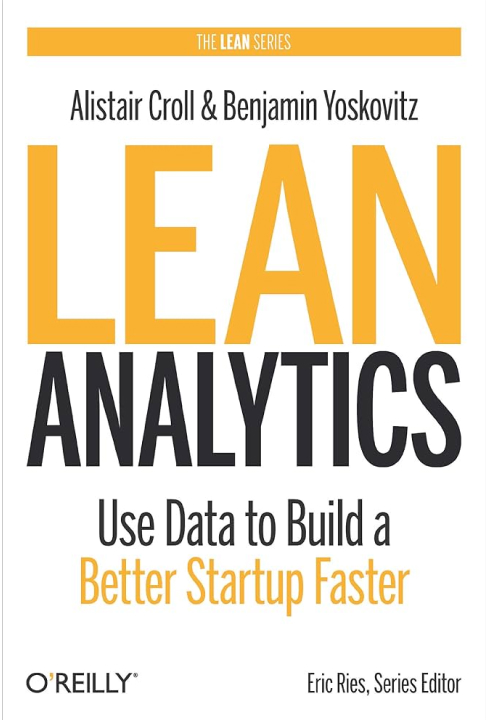 THE LEAN SERIES
Alistair Croll & Benjamin Yoskovitz
LEAN
ANALYTICS
Use Data to Build a
Better Startup Faster
O'REILLY®
Eric Ries, Series Editor